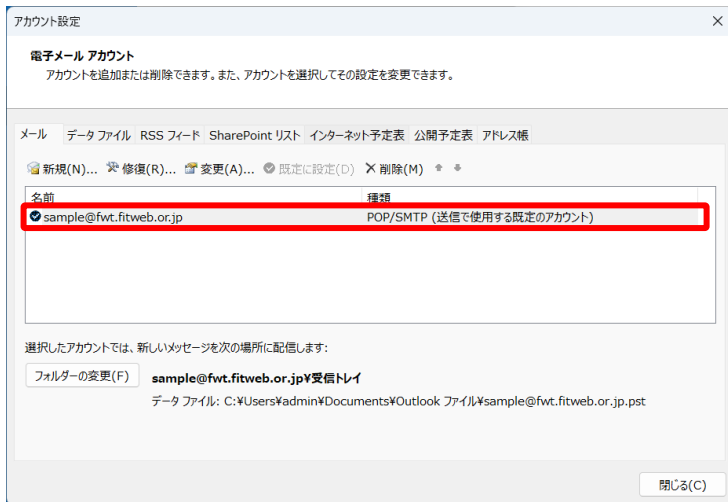 アカウント設定
電子メール アカウント
アカウントを追加または削除できます。また、アカウントを選択してその設定を変更できます。
メール データ ファイル RSS フィード SharePoint リスト インターネット予定表 公開予定表 アドレス帳
新規(N)... 修復(R)... 変更(A)... 既定に設定(D) 削除(M)
名前 種類
sample@fwt.fitweb.or.jp POP/SMTP (送信で使用する既定のアカウント)
選択したアカウントでは、新しいメッセージを次の場所に配信します:
フォルダーの変更(F) sample@fwt.fitweb.or.jp¥受信トレイ
データ ファイル: C:¥Users¥admin¥Documents¥Outlook ファイル¥sample@fwt.fitweb.or.jp.pst
閉じる(C)